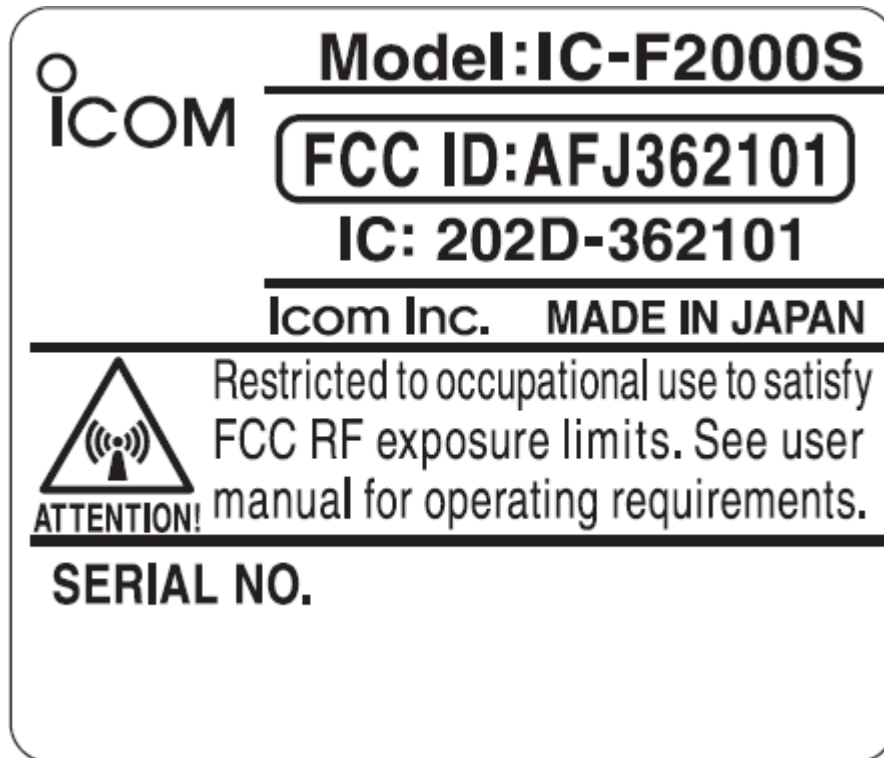 Model:IC-F2000S
ICOM
FCC ID:AFJ362101
IC: 202D-362101
Icom Inc. MADE IN JAPAN
Restricted to occupational use to satisfy
FCC RF exposure limits. See user
manual for operating requirements.
ATTENTION!
SERIAL NO.